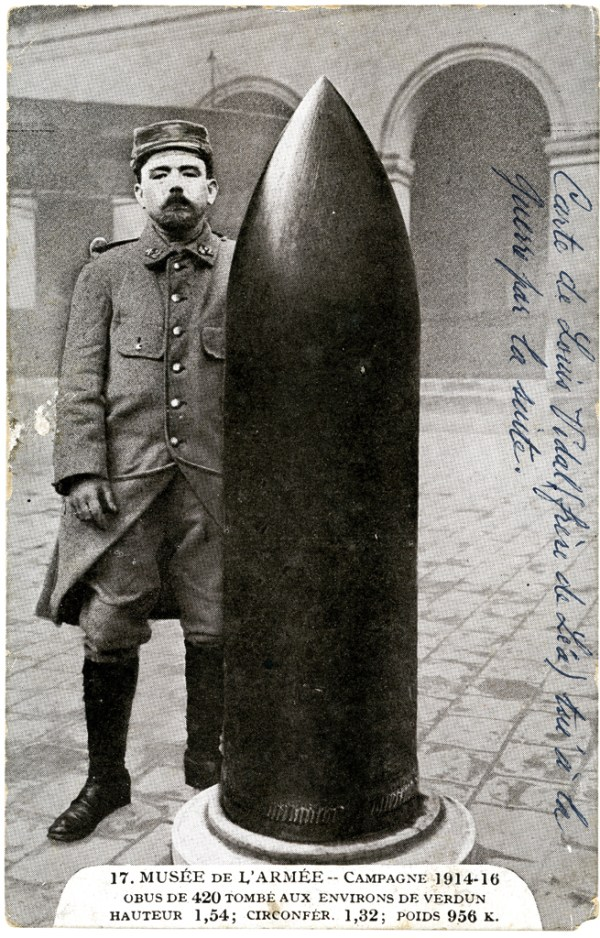 Carte de Louis Vidal (frère de Léa) tué à la
guerre par la suite.
17. MUSÉE DE L'ARMÉE -- CAMPAGNE 1914-16
OBUS DE 420 TOMBÉ AUX ENVIRONS DE VERDUN
HAUTEUR 1,54; CIRCONFÉR. 1,32; POIDS 956 K.